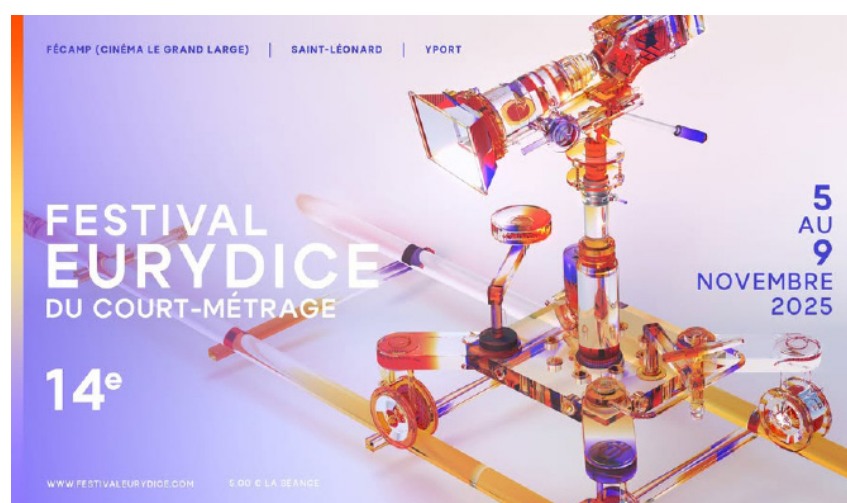 FÉCAMP (CINÉMA LE GRAND LARGE) | SAINT-LÉONARD | YPORT
FESTIVAL
EURYDICE
DU COURT-MÉTRAGE
14e
5
AU
9
NOVEMBRE
2025
WWW.FESTIVALEURYDICE.COM 5.00 € LA SÉANCE